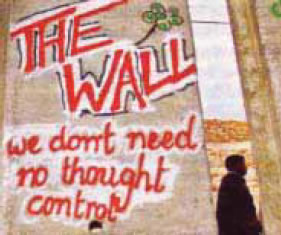 THE
WALL
we dont need
no thought
control